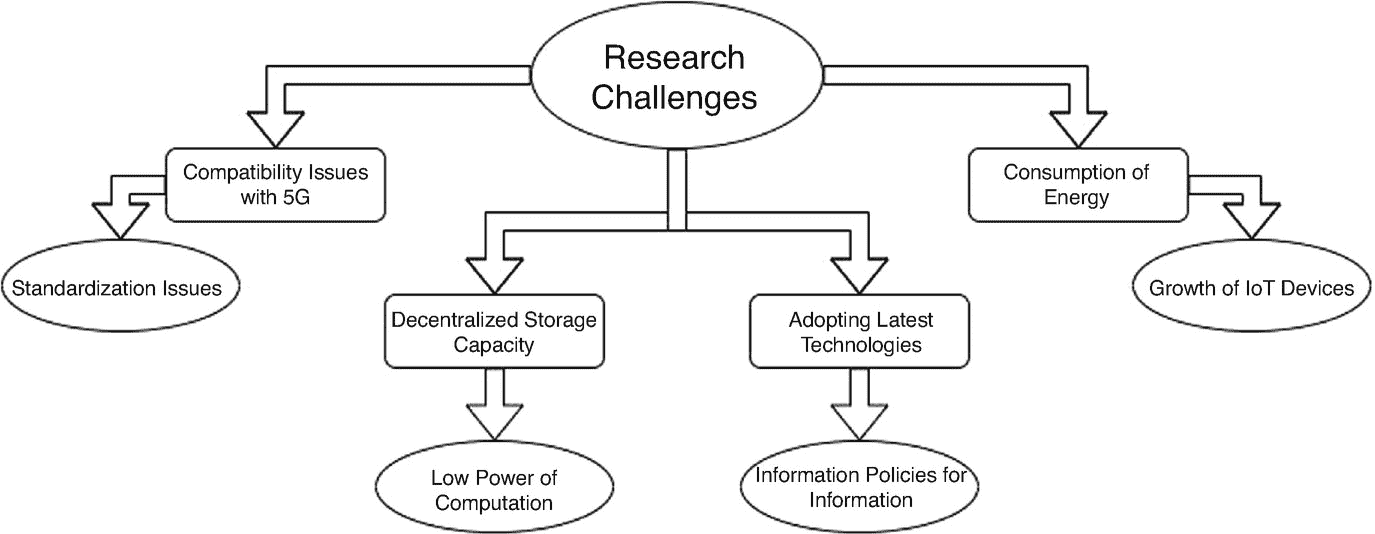 Research
Challenges
Compatibility Issues
with 5G
Consumption of
Energy
Standardization Issues
Growth of IoT Devices
Decentralized Storage
Capacity
Adopting Latest
Technologies
Low Power of
Computation
Information Policies for
Information